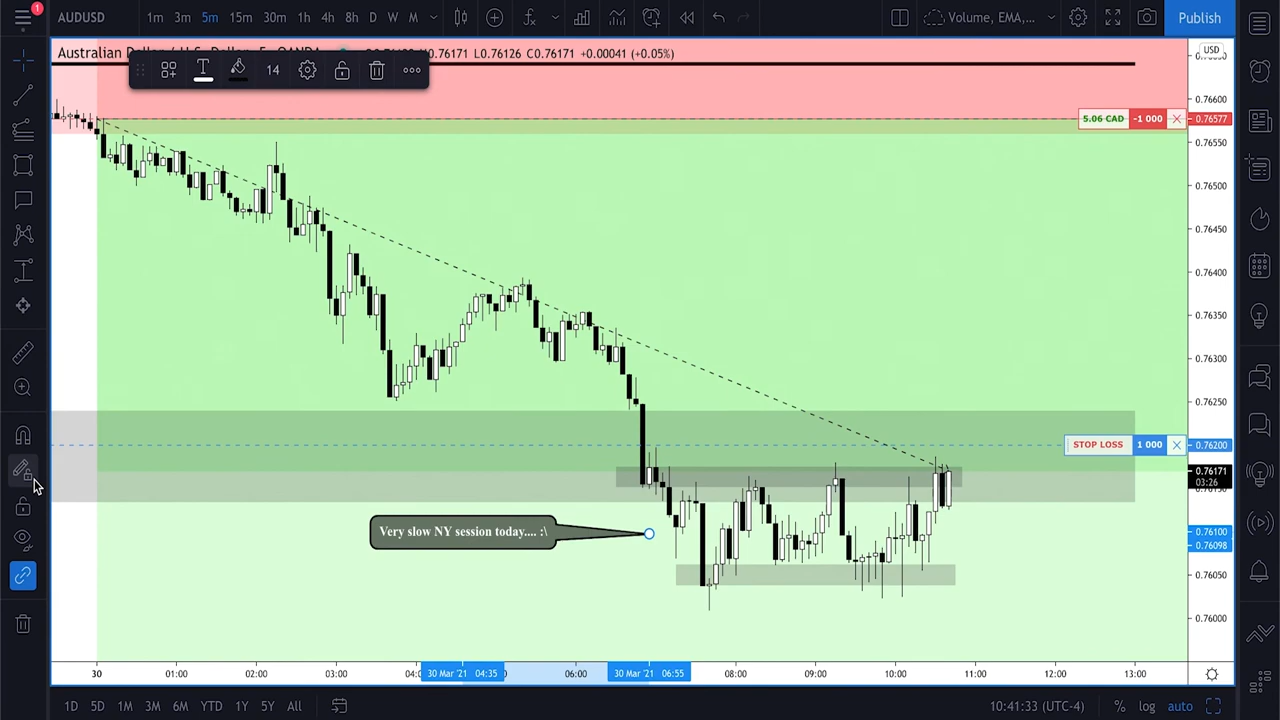 1
AUDUSD 1m 3m 5m 15m 30m 1h 4h 8h D W M Volume, EMA,... Publish
0.76171 L0.76126 C0.76171 +0.00041 (+0.05%)
USD
14
0.76600
5.06 CAD -1 000 0.76577
0.76550
0.76500
0.76450
0.76400
0.76350
0.76300
0.76250
STOP LOSS 1 000 0.76200
0.76171
03:26
Very slow NY session today.... :\
0.76100
0.76098
0.76050
0.76000
30 01:00 02:00 03:00 30 Mar '21 04:35 06:00 30 Mar '21 06:55 08:00 09:00 10:00 11:00 12:00 13:00
1D 5D 1M 3M 6M YTD 1Y 5Y All 10:41:33 (UTC-4) % log auto